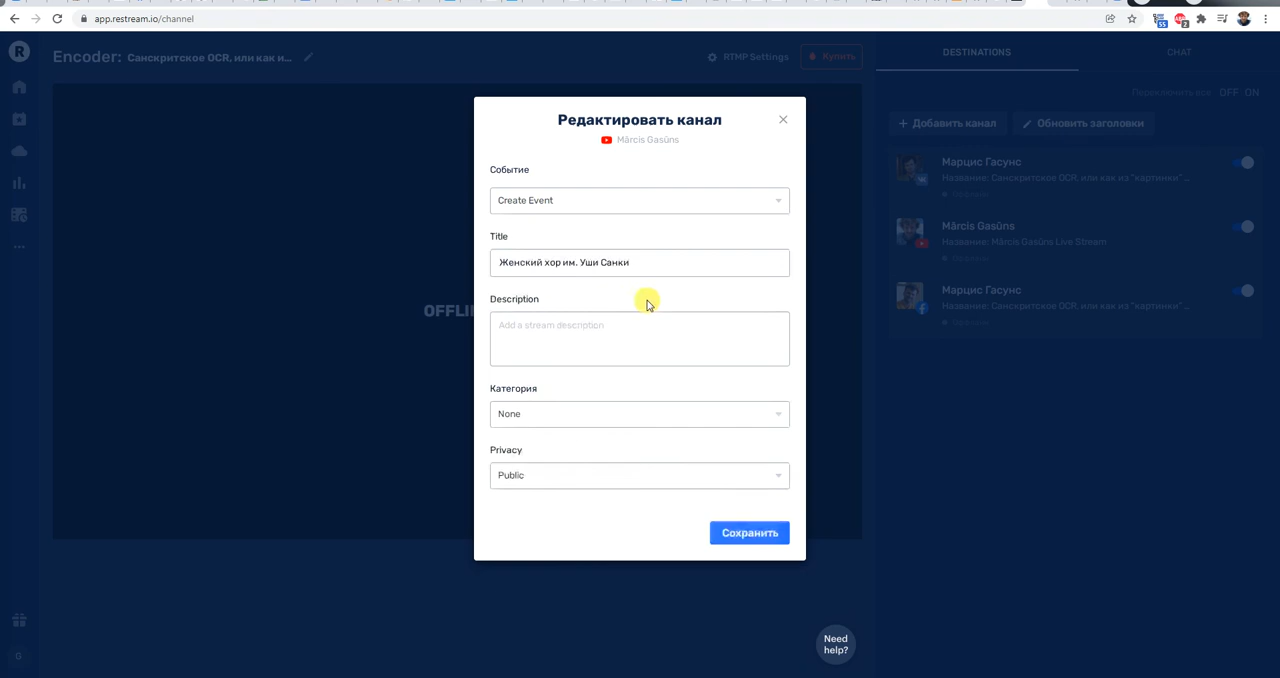 app.restream.io/channel
55
2
R
Encoder: Санскритское OCR, или как и...
RTMP Settings
Купить
DESTINATIONS
CHAT
Переключить все OFF ON
+ Добавить канал
Обновить заголовки
Марцис Гасунс
Название: Санскритское OCR, или как из "картинки" ...
Mārcis Gasūns
Название: Mārcis Gasūns Live Stream
Марцис Гасунс
Название: Санскритское OCR, или как из "картинки" ...
OFFLI
Редактировать канал
Mārcis Gasūns
Событие
Create Event
Title
Женский хор им. Уши Санки
Description
Add a stream description
Категория
None
Privacy
Public
Сохранить
Need
help?
G